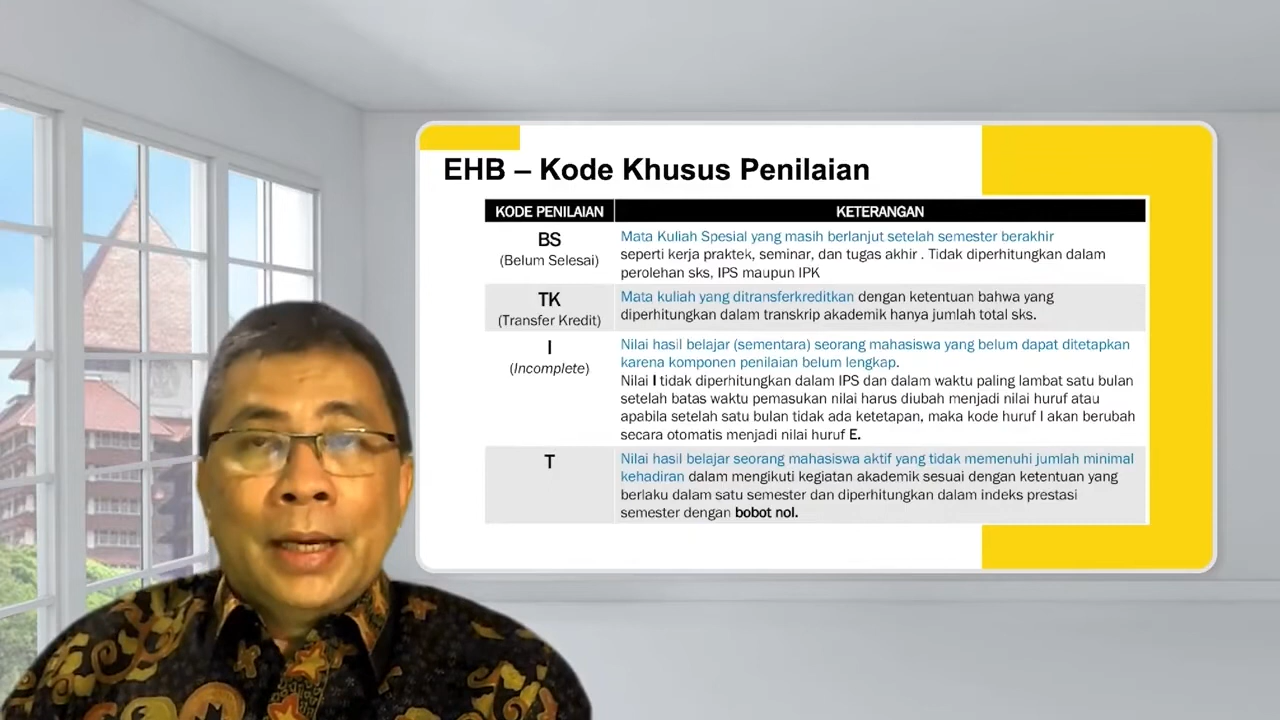 EHB – Kode Khusus Penilaian
KODE PENILAIAN
KETERANGAN
BS
(Belum Selesai)
Mata Kuliah Spesial yang masih berlanjut setelah semester berakhir
seperti kerja praktek, seminar, dan tugas akhir . Tidak diperhitungkan dalam
perolehan sks, IPS maupun IPK
TK
(Transfer Kredit)
Mata kuliah yang ditransferkreditkan dengan ketentuan bahwa yang
diperhitungkan dalam transkrip akademik hanya jumlah total sks.
I
(Incomplete)
Nilai hasil belajar (sementara) seorang mahasiswa yang belum dapat ditetapkan
karena komponen penilaian belum lengkap.
Nilai I tidak diperhitungkan dalam IPS dan dalam waktu paling lambat satu bulan
setelah batas waktu pemasukan nilai harus diubah menjadi nilai huruf atau
apabila setelah satu bulan tidak ada ketetapan, maka kode huruf I akan berubah
secara otomatis menjadi nilai huruf E.
T
Nilai hasil belajar seorang mahasiswa aktif yang tidak memenuhi jumlah minimal
kehadiran dalam mengikuti kegiatan akademik sesuai dengan ketentuan yang
berlaku dalam satu semester dan diperhitungkan dalam indeks prestasi
semester dengan bobot nol.